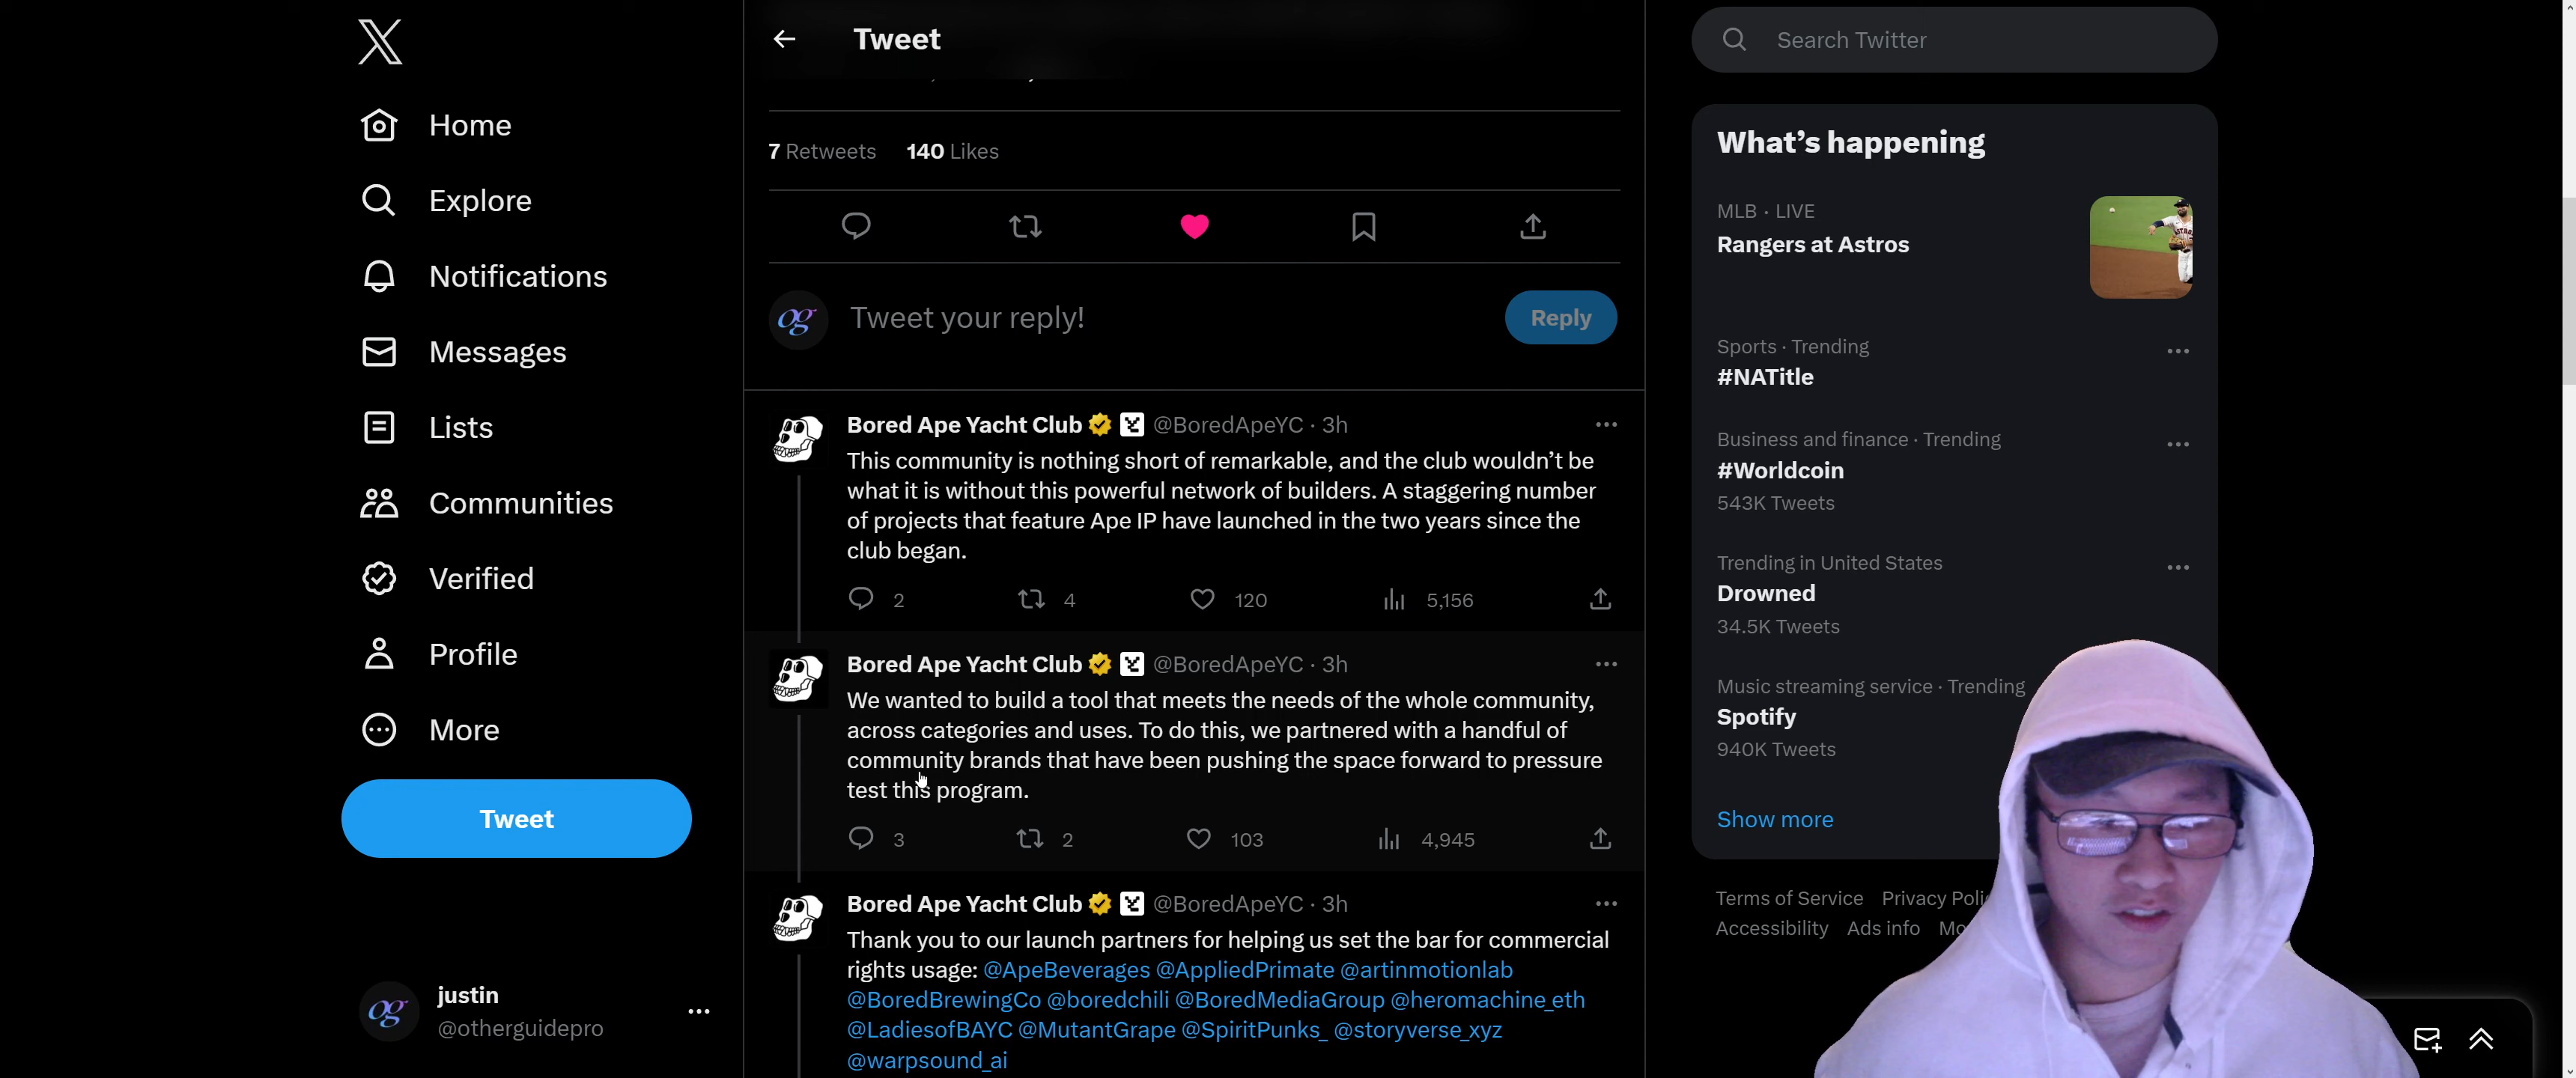 Home
Explore
Notifications
Messages
Lists
Communities
Verified
Profile
More
Tweet
og
justin
@otherguidepro
Tweet
7 Retweets 140 Likes
og
Tweet your reply!
Reply
Bored Ape Yacht Club @BoredApeYC · 3h
This community is nothing short of remarkable, and the club wouldn’t be
what it is without this powerful network of builders. A staggering number
of projects that feature Ape IP have launched in the two years since the
club began.
2 4 120 5,156
Bored Ape Yacht Club @BoredApeYC · 3h
We wanted to build a tool that meets the needs of the whole community,
across categories and uses. To do this, we partnered with a handful of
community brands that have been pushing the space forward to pressure
test this program.
3 2 103 4,945
Bored Ape Yacht Club @BoredApeYC · 3h
Thank you to our launch partners for helping us set the bar for commercial
rights usage: @ApeBeverages @AppliedPrimate @artinmotionlab
@BoredBrewingCo @boredchili @BoredMediaGroup @heromachine_eth
@LadiesofBAYC @MutantGrape @SpiritPunks_ @storyverse_xyz
@warpsound_ai
Search Twitter
What’s happening
MLB · LIVE
Rangers at Astros
Sports · Trending
#NATitle
Business and finance · Trending
#Worldcoin
543K Tweets
Trending in United States
Drowned
34.5K Tweets
Music streaming service · Trending
Spotify
940K Tweets
Show more
Terms of Service Privacy
Accessibility Ads info